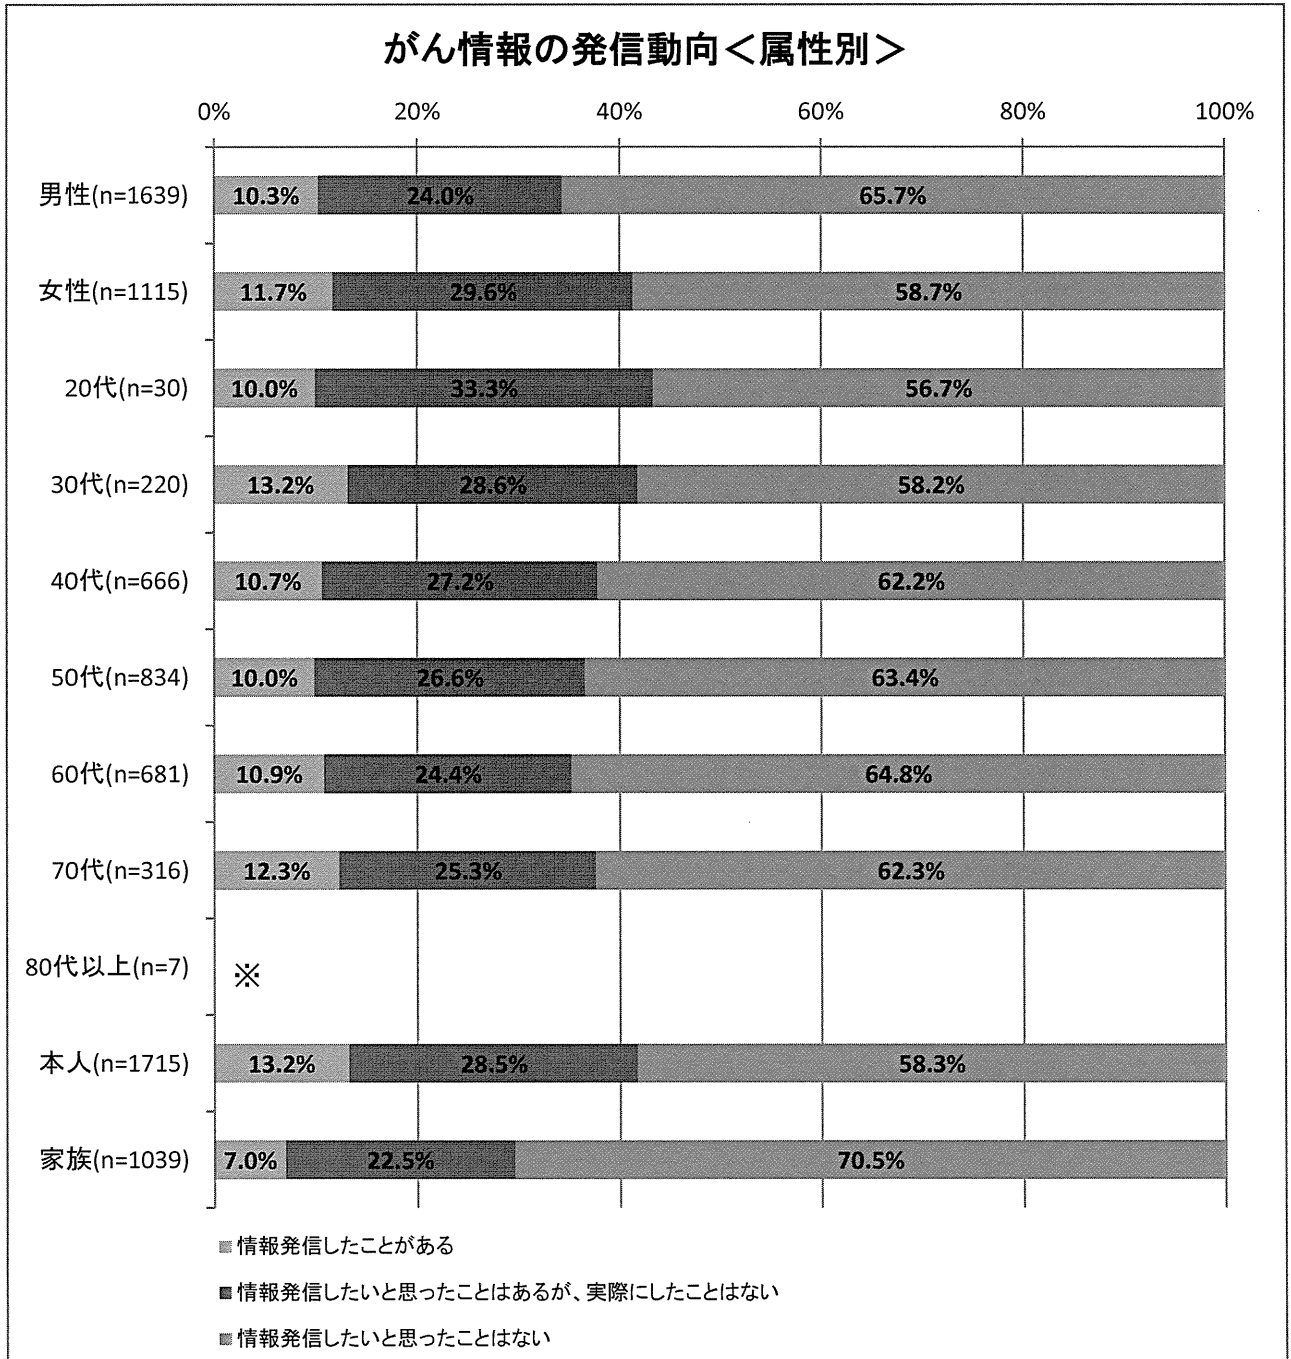 がん情報の発信動向＜属性別＞
0% 20% 40% 60% 80% 100%
男性(n=1639) 10.3% 24.0% 65.7%
女性(n=1115) 11.7% 29.6% 58.7%
20代(n=30) 10.0% 33.3% 56.7%
30代(n=220) 13.2% 28.6% 58.2%
40代(n=666) 10.7% 27.2% 62.2%
50代(n=834) 10.0% 26.6% 63.4%
60代(n=681) 10.9% 24.4% 64.8%
70代(n=316) 12.3% 25.3% 62.3%
80代以上(n=7) ※
本人(n=1715) 13.2% 28.5% 58.3%
家族(n=1039) 7.0% 22.5% 70.5%
情報発信したことがある
情報発信したいと思ったことはあるが、実際にしたことはない
情報発信したいと思ったことはない